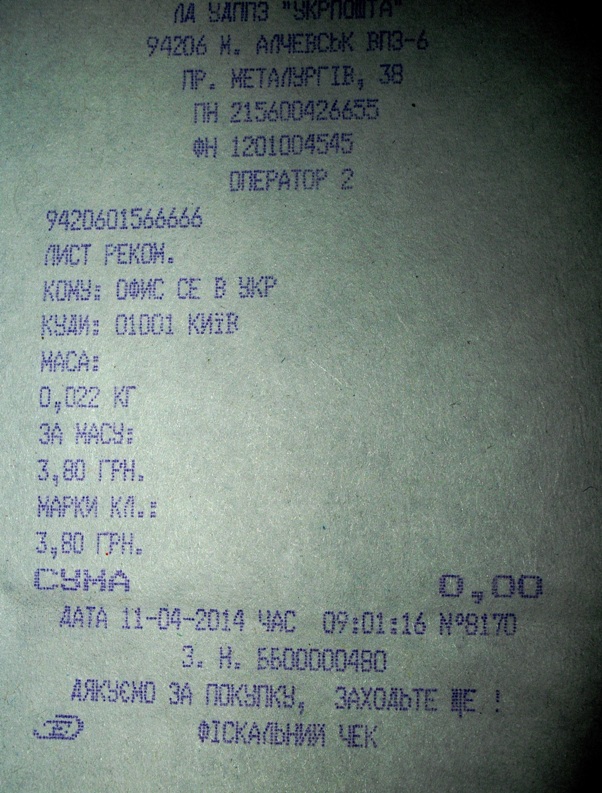 ЛА УДППЗ "УКРПОШТА"
94206 М. АЛЧЕВСЬК ВПЗ-6
ПР. МЕТАЛУРГІВ, 38
ПН 215600426655
ФН 1201004545
ОПЕРАТОР 2
9420601566666
ЛИСТ РЕКОМ.
КОМУ: ОФИС СЕ В УКР
КУДИ: 01001 КИЇВ
МАСА:
0,022 КГ
ЗА МАСУ:
3,80 ГРН.
МАРКИ КЛ.:
3,80 ГРН.
СУМА 0,00
ДАТА 11-04-2014 ЧАС 09:01:16 №8170
З. Н. ББ00000480
ДЯКУЄМО ЗА ПОКУПКУ, ЗАХОДЬТЕ ЩЕ !
ФІСКАЛЬНИЙ ЧЕК